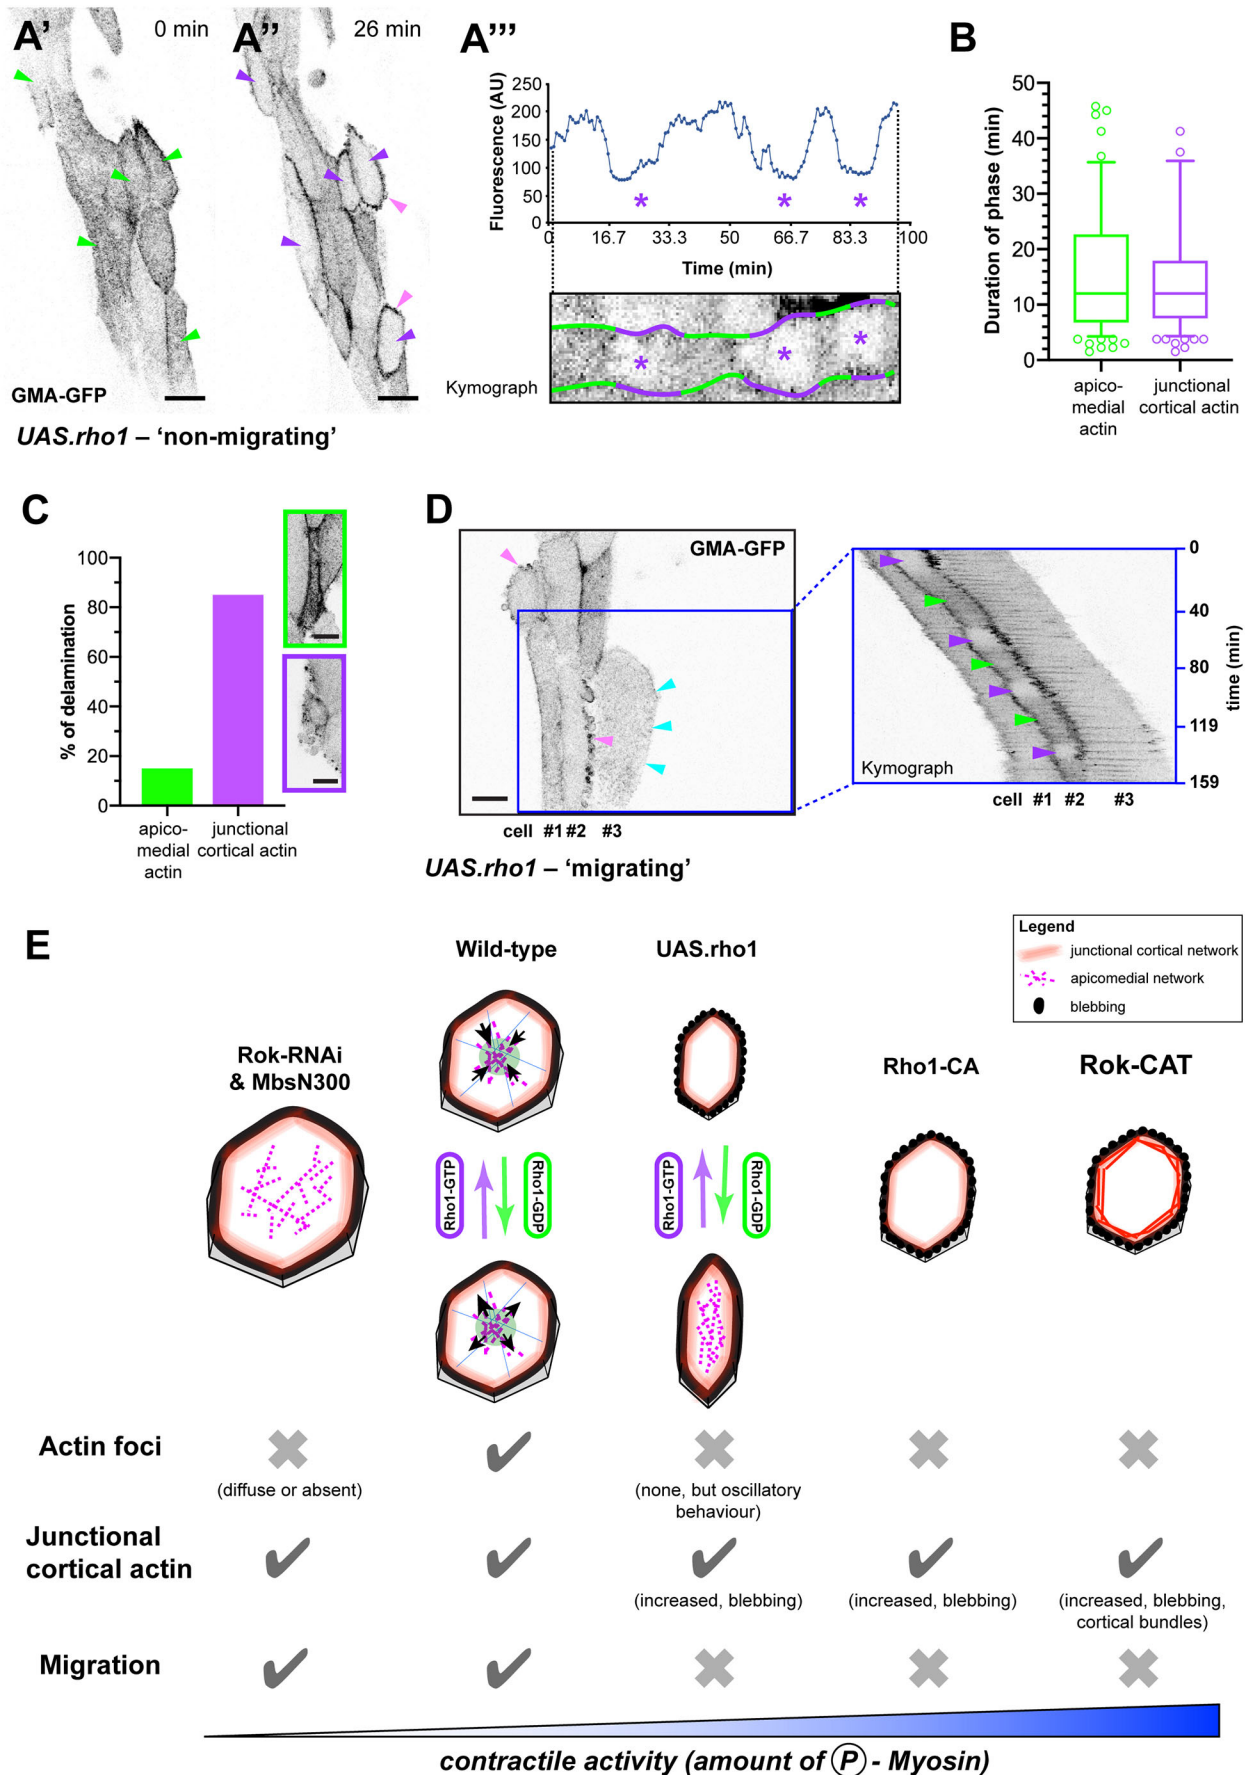 A’
0 min
A’’
26 min
GMA-GFP
UAS.rho1 – ‘non-migrating’
A’’’
Fluorescence (AU)
250
200
150
100
50
0
0 16.7 33.3 50 66.7 83.3 100
Time (min)
*
*
*
*
*
*
Kymograph
B
Duration of phase (min)
50
40
30
20
10
0
apico-
medial
actin
junctional
cortical actin
C
% of delamination
100
80
60
40
20
0
apico-
medial
actin
junctional
cortical actin
D
GMA-GFP
cell #1 #2 #3
UAS.rho1 – ‘migrating’
Kymograph
0
40
80
119
159
time (min)
cell #1 #2 #3
E
Legend
junctional cortical network
apicomedial network
blebbing
Rok-RNAi
& MbsN300
Wild-type
UAS.rho1
Rho1-CA
Rok-CAT
Rho1-GTP
Rho1-GDP
Rho1-GTP
Rho1-GDP
Actin foci
(diffuse or absent)
(none, but oscillatory
behaviour)
Junctional
cortical actin
(increased, blebbing)
(increased, blebbing)
(increased, blebbing,
cortical bundles)
Migration
contractile activity (amount of P - Myosin)